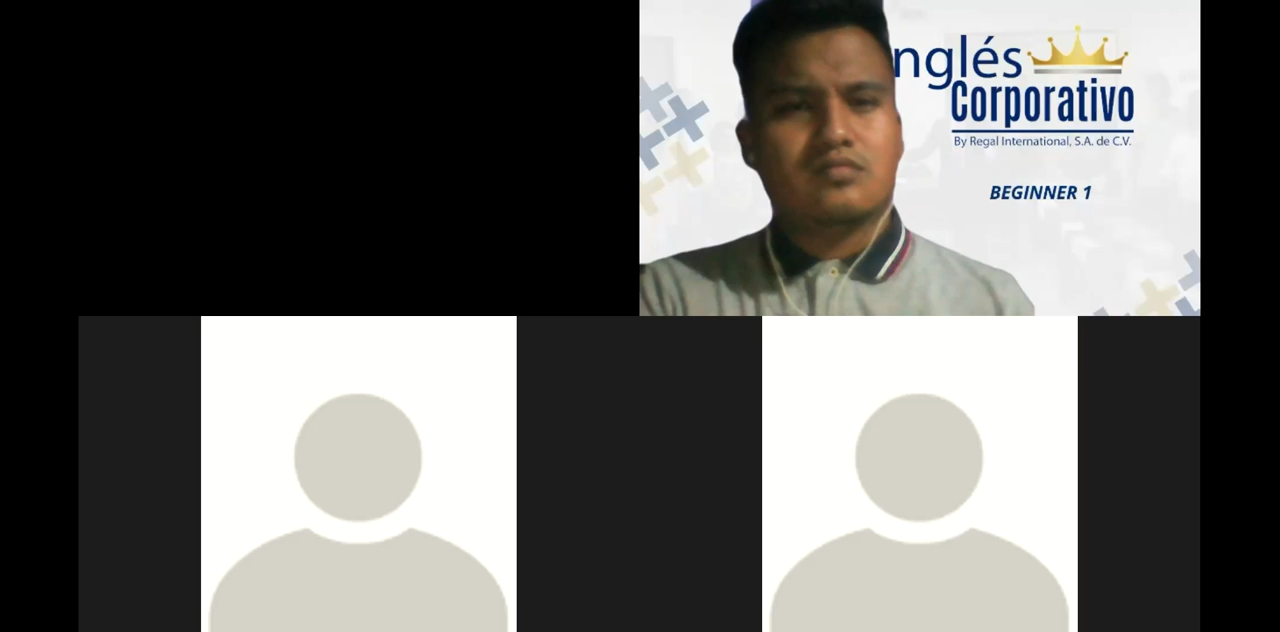 nglés
Corporativo
By Regal International, S.A. de C.V.
BEGINNER 1